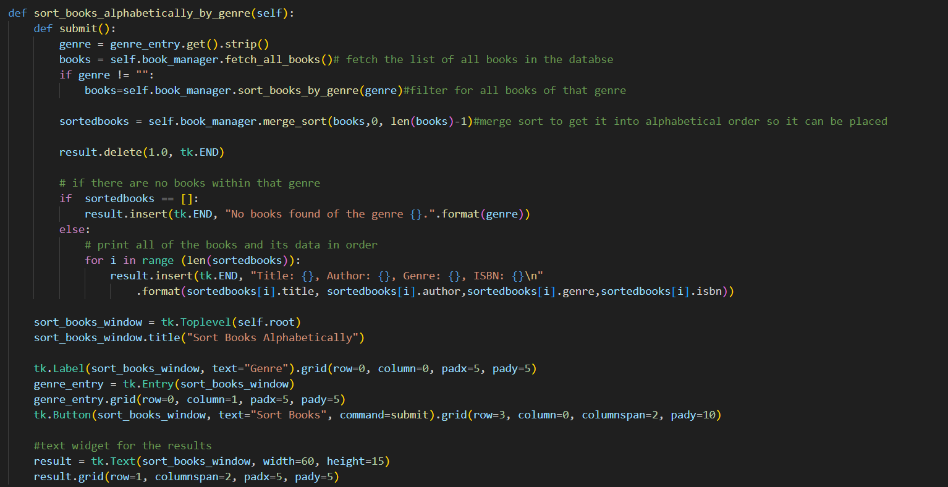 def sort_books_alphabetically_by_genre(self):
    def submit():
        genre = genre_entry.get().strip()
        books = self.book_manager.fetch_all_books()# fetch the list of all books in the databse
        if genre != "":
            books=self.book_manager.sort_books_by_genre(genre)#filter for all books of that genre

        sortedbooks = self.book_manager.merge_sort(books,0, len(books)-1)#merge sort to get it into alphabetical order so it can be placed

        result.delete(1.0, tk.END)

        # if there are no books within that genre
        if  sortedbooks == []:
            result.insert(tk.END, "No books found of the genre {}.".format(genre))
        else:
            # print all of the books and its data in order
            for i in range (len(sortedbooks)):
                result.insert(tk.END, "Title: {}, Author: {}, Genre: {}, ISBN: {}\n"
                    .format(sortedbooks[i].title, sortedbooks[i].author,sortedbooks[i].genre,sortedbooks[i].isbn))

    sort_books_window = tk.Toplevel(self.root)
    sort_books_window.title("Sort Books Alphabetically")

    tk.Label(sort_books_window, text="Genre").grid(row=0, column=0, padx=5, pady=5)
    genre_entry = tk.Entry(sort_books_window)
    genre_entry.grid(row=0, column=1, padx=5, pady=5)
    tk.Button(sort_books_window, text="Sort Books", command=submit).grid(row=3, column=0, columnspan=2, pady=10)

    #text widget for the results
    result = tk.Text(sort_books_window, width=60, height=15)
    result.grid(row=1, columnspan=2, padx=5, pady=5)